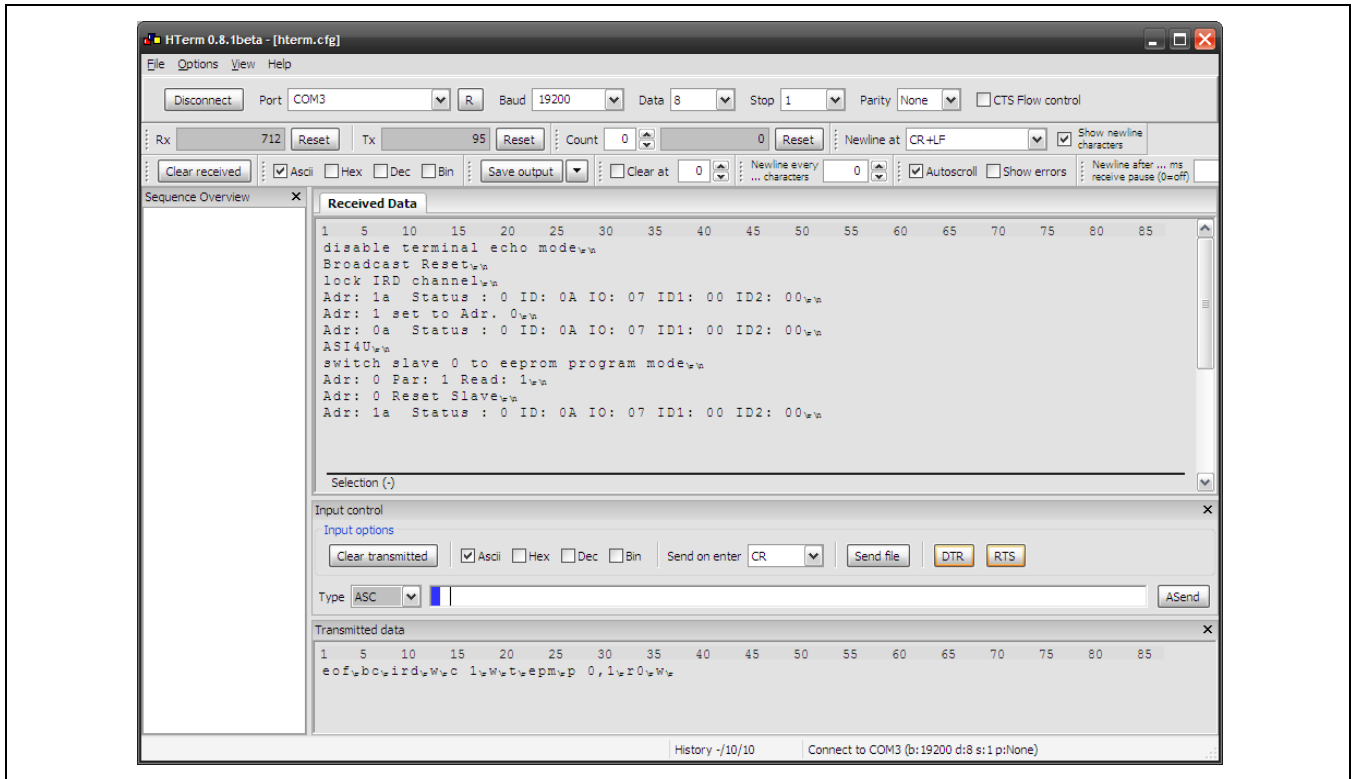 HTerm 0.8.1beta - [hterm.cfg]
File Options View Help
Disconnect Port COM3 R Baud 19200 Data 8 Stop 1 Parity None CTS Flow control
Rx 712 Reset Tx 95 Reset Count 0 0 Reset Newline at CR+LF Show newline characters
Clear received Ascii Hex Dec Bin Save output Clear at 0 Newline every ... characters 0 Autoscroll Show errors Newline after ... ms receive pause (0=off)
Sequence Overview x Received Data
1 5 10 15 20 25 30 35 40 45 50 55 60 65 70 75 80 85
disable terminal echo mode\r\n
Broadcast Reset\r\n
lock IRD channel\r\n
Adr: 1a Status : 0 ID: 0A IO: 07 ID1: 00 ID2: 00\r\n
Adr: 1 set to Adr. 0\r\n
Adr: 0a Status : 0 ID: 0A IO: 07 ID1: 00 ID2: 00\r\n
ASI4U\r\n
switch slave 0 to eeprom program mode\r\n
Adr: 0 Par: 1 Read: 1\r\n
Adr: 0 Reset Slave\r\n
Adr: 1a Status : 0 ID: 0A IO: 07 ID1: 00 ID2: 00\r\n
Selection (-)
Input control
Input options
Clear transmitted Ascii Hex Dec Bin Send on enter CR Send file DTR RTS
Type ASC ASend
Transmitted data
1 5 10 15 20 25 30 35 40 45 50 55 60 65 70 75 80 85
eof\rbc\rird\rw\rc 1\rw\rt\repm\rp 0,1\rr0\rw\r
History -/10/10 Connect to COM3 (b:19200 d:8 s:1 p:None)